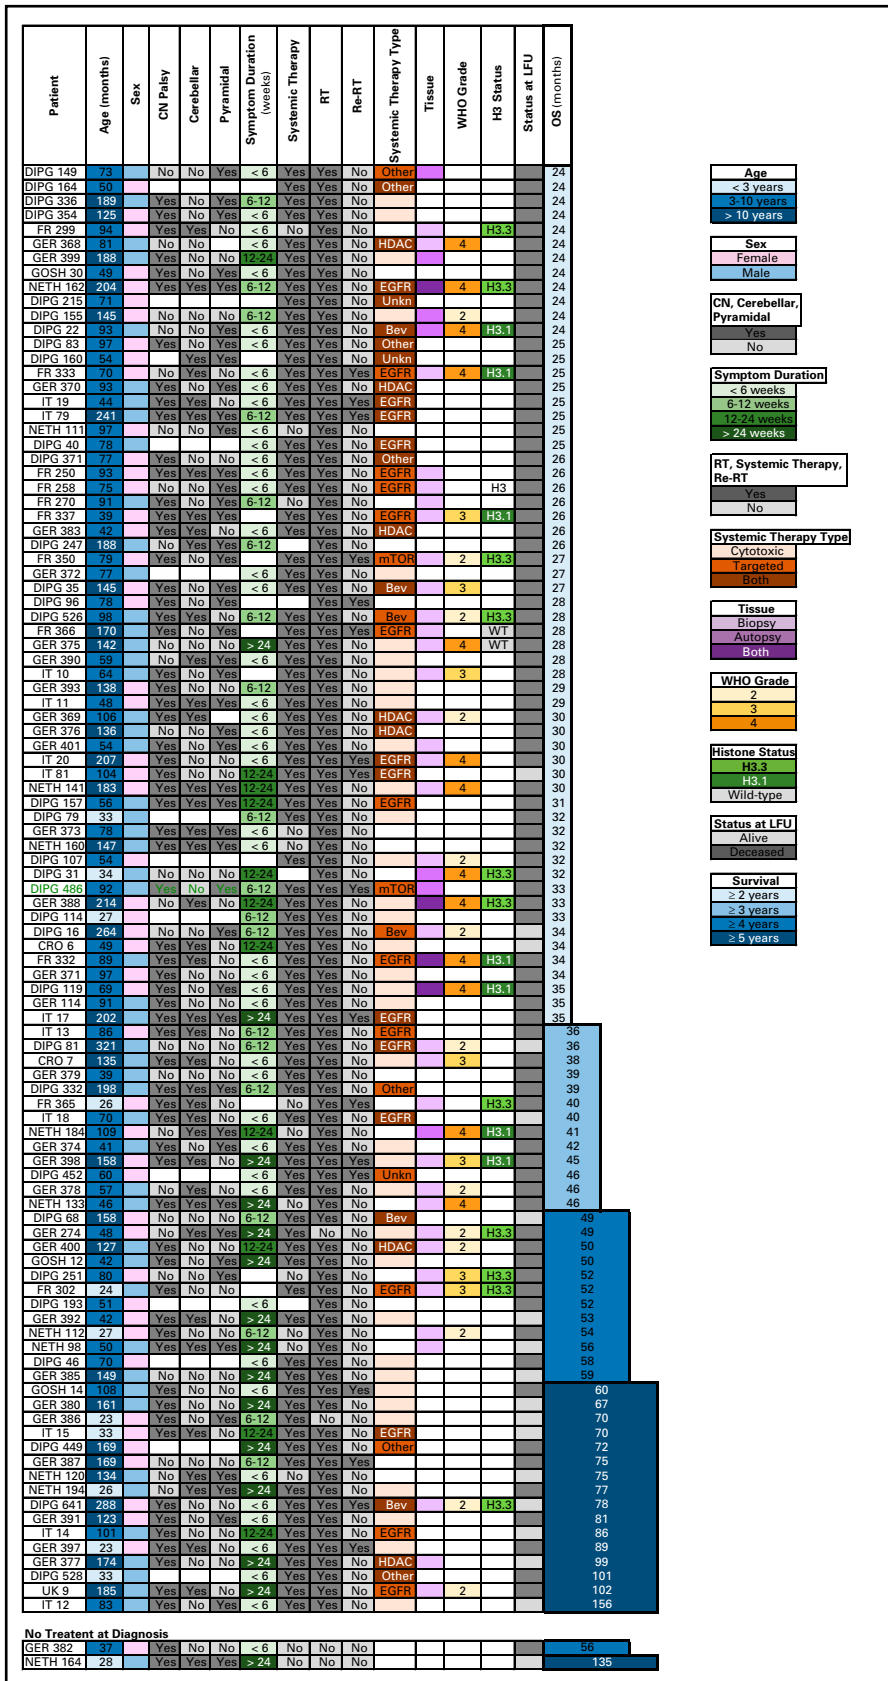 Patient
Age (months)
Sex
CN Palsy
Cerebellar
Pyramidal
Symptom Duration
(weeks)
Systemic Therapy
RT
Re-RT
Systemic Therapy Type
Tissue
WHO Grade
H3 Status
Status at LFU
OS (months)
DIPG 149 73 No No Yes < 6 Yes Yes No Other 24
DIPG 164 50 Yes Yes No Other 24
DIPG 336 189 Yes No Yes 6-12 Yes Yes No 24
DIPG 354 125 Yes No Yes < 6 Yes Yes No 24
FR 299 94 Yes Yes No < 6 No Yes No H3.3 24
GER 368 81 No No < 6 Yes Yes No HDAC 4 24
GER 399 188 Yes No Yes 12-24 Yes Yes No 24
GOSH 30 49 Yes No Yes < 6 Yes Yes No 24
NETH 162 204 Yes Yes Yes 6-12 Yes Yes No EGFR 4 H3.3 24
DIPG 215 71 Yes Yes No Unkn 24
DIPG 155 145 No No No 6-12 Yes Yes No 2 24
DIPG 22 93 No No Yes < 6 Yes Yes No Bev 4 H3.1 24
DIPG 83 97 Yes No Yes < 6 Yes Yes No Other 25
DIPG 160 54 Yes Yes Yes Yes No Unkn 25
FR 333 70 No Yes Yes < 6 Yes Yes Yes EGFR 4 H3.1 25
GER 370 93 Yes No Yes < 6 Yes Yes No HDAC 25
IT 19 44 Yes Yes No < 6 Yes Yes Yes EGFR 25
IT 79 241 Yes Yes Yes 6-12 Yes Yes Yes EGFR 25
NETH 111 97 No No Yes < 6 No Yes No 25
DIPG 40 78 < 6 Yes Yes No EGFR 25
DIPG 371 77 Yes No No < 6 Yes Yes No Other 26
FR 250 93 Yes Yes Yes < 6 Yes Yes No EGFR 26
FR 258 75 No No Yes < 6 Yes Yes No EGFR H3 26
FR 270 91 Yes No Yes 6-12 No Yes No 26
FR 337 39 Yes Yes Yes Yes Yes No EGFR 3 H3.1 26
GER 383 42 Yes Yes No < 6 Yes Yes No HDAC 26
DIPG 247 188 No Yes Yes 6-12 Yes No 26
FR 350 79 Yes No Yes Yes Yes Yes mTOR 2 H3.3 27
GER 372 77 < 6 Yes Yes No 27
DIPG 35 145 Yes No Yes < 6 Yes Yes No Bev 3 27
DIPG 96 78 Yes No Yes Yes Yes 28
DIPG 526 98 Yes Yes No 6-12 Yes Yes No Bev 2 H3.3 28
FR 366 170 Yes No Yes Yes Yes Yes EGFR WT 28
GER 375 142 No No No > 24 Yes Yes No 4 WT 28
GER 390 59 No Yes Yes < 6 Yes Yes No 28
IT 10 64 Yes No Yes Yes Yes No 3 28
GER 393 138 Yes No No 6-12 Yes Yes No 29
IT 11 48 Yes Yes Yes < 6 Yes Yes No 29
GER 369 106 Yes Yes < 6 Yes Yes No HDAC 2 30
GER 376 136 No No Yes < 6 Yes Yes No HDAC 30
GER 401 54 Yes No Yes < 6 Yes Yes No 30
IT 20 207 Yes Yes No < 6 Yes Yes Yes EGFR 4 30
IT 81 104 Yes No Yes 12-24 Yes Yes Yes EGFR 30
NETH 141 183 Yes Yes Yes 12-24 Yes Yes No 4 30
DIPG 157 56 Yes Yes Yes 12-24 Yes Yes No EGFR 31
DIPG 79 33 6-12 Yes Yes No 32
GER 373 78 Yes Yes Yes < 6 No Yes No 32
NETH 160 147 Yes Yes Yes < 6 Yes Yes No 32
DIPG 107 54 Yes Yes No 2 32
DIPG 31 34 No No No 12-24 Yes No 4 H3.3 32
DIPG 486 92 Yes No Yes 6-12 Yes Yes Yes mTOR 33
GER 388 214 No Yes No 12-24 Yes Yes No 4 H3.3 33
DIPG 114 27 6-12 Yes Yes No 33
DIPG 16 264 No No Yes 6-12 Yes Yes No Bev 2 34
CRO 6 49 Yes Yes No 12-24 Yes Yes No 34
FR 332 89 Yes Yes No < 6 Yes Yes No EGFR 4 H3.1 34
GER 371 97 Yes No No < 6 Yes Yes No 34
DIPG 119 69 Yes No Yes < 6 Yes Yes No 4 H3.1 35
GER 114 91 Yes No No < 6 Yes Yes No 35
IT 17 202 Yes Yes Yes > 24 Yes Yes Yes EGFR 35
IT 13 86 Yes Yes No 6-12 Yes Yes No EGFR 36
DIPG 81 321 No No No 6-12 Yes Yes No EGFR 2 36
CRO 7 135 Yes Yes No < 6 Yes Yes No 3 38
GER 379 39 No No No < 6 Yes Yes No 39
DIPG 332 198 Yes Yes Yes 6-12 Yes Yes No Other 39
FR 365 26 Yes Yes No No Yes Yes H3.3 40
IT 18 70 Yes Yes No < 6 Yes Yes No EGFR 40
NETH 184 109 No Yes Yes 12-24 No Yes No 4 H3.1 41
GER 374 41 Yes No Yes < 6 Yes Yes No 42
GER 398 158 Yes Yes No > 24 Yes Yes Yes 3 H3.1 45
DIPG 452 60 < 6 Yes Yes Yes Unkn 46
GER 378 57 No Yes No < 6 Yes Yes No 2 46
NETH 133 46 Yes Yes Yes > 24 No Yes No 4 46
DIPG 68 158 No No No 6-12 Yes Yes No Bev 49
GER 274 48 No Yes Yes > 24 Yes No No 2 H3.3 49
GER 400 127 Yes No No 12-24 Yes Yes No HDAC 2 50
GOSH 12 42 Yes No Yes > 24 Yes Yes No 50
DIPG 251 80 No No Yes No Yes No 3 H3.3 52
FR 302 24 Yes No No Yes Yes No EGFR 3 H3.3 52
DIPG 193 51 < 6 Yes No 52
GER 392 42 Yes Yes No > 24 Yes Yes No 53
NETH 112 27 Yes No No 6-12 No Yes No 2 54
NETH 98 50 Yes Yes Yes > 24 No Yes No 56
DIPG 46 70 < 6 Yes Yes No 58
GER 385 149 No No No > 24 Yes Yes No 59
GOSH 14 108 Yes No No < 6 Yes Yes Yes 60
GER 380 161 Yes No No > 24 Yes Yes No 67
GER 386 23 Yes No Yes 6-12 Yes No No 70
IT 15 33 Yes Yes No 12-24 Yes Yes No EGFR 70
DIPG 449 169 > 24 Yes Yes No Other 72
GER 387 169 No No No 6-12 Yes Yes Yes 75
NETH 120 134 No Yes Yes < 6 No Yes No 75
NETH 194 26 No Yes Yes > 24 Yes Yes No 77
DIPG 641 288 Yes No No < 6 Yes Yes Yes Bev 2 H3.3 78
GER 391 123 Yes No Yes < 6 Yes Yes No 81
IT 14 101 Yes No No 12-24 Yes Yes No EGFR 86
GER 397 23 Yes Yes No < 6 Yes Yes Yes 89
GER 377 174 Yes No No > 24 Yes Yes No HDAC 99
DIPG 528 33 < 6 Yes Yes No Other 101
UK 9 185 Yes Yes No > 24 Yes Yes No EGFR 2 102
IT 12 83 Yes No Yes < 6 Yes Yes No 156
No Treatent at Diagnosis
GER 382 37 Yes No No < 6 No No No 56
NETH 164 28 Yes Yes Yes > 24 No No No 135
Age
< 3 years
3-10 years
> 10 years
Sex
Female
Male
CN, Cerebellar,
Pyramidal
Yes
No
Symptom Duration
< 6 weeks
6-12 weeks
12-24 weeks
> 24 weeks
RT, Systemic Therapy,
Re-RT
Yes
No
Systemic Therapy Type
Cytotoxic
Targeted
Both
Tissue
Biopsy
Autopsy
Both
WHO Grade
2
3
4
Histone Status
H3.3
H3.1
Wild-type
Status at LFU
Alive
Deceased
Survival
≥ 2 years
≥ 3 years
≥ 4 years
≥ 5 years